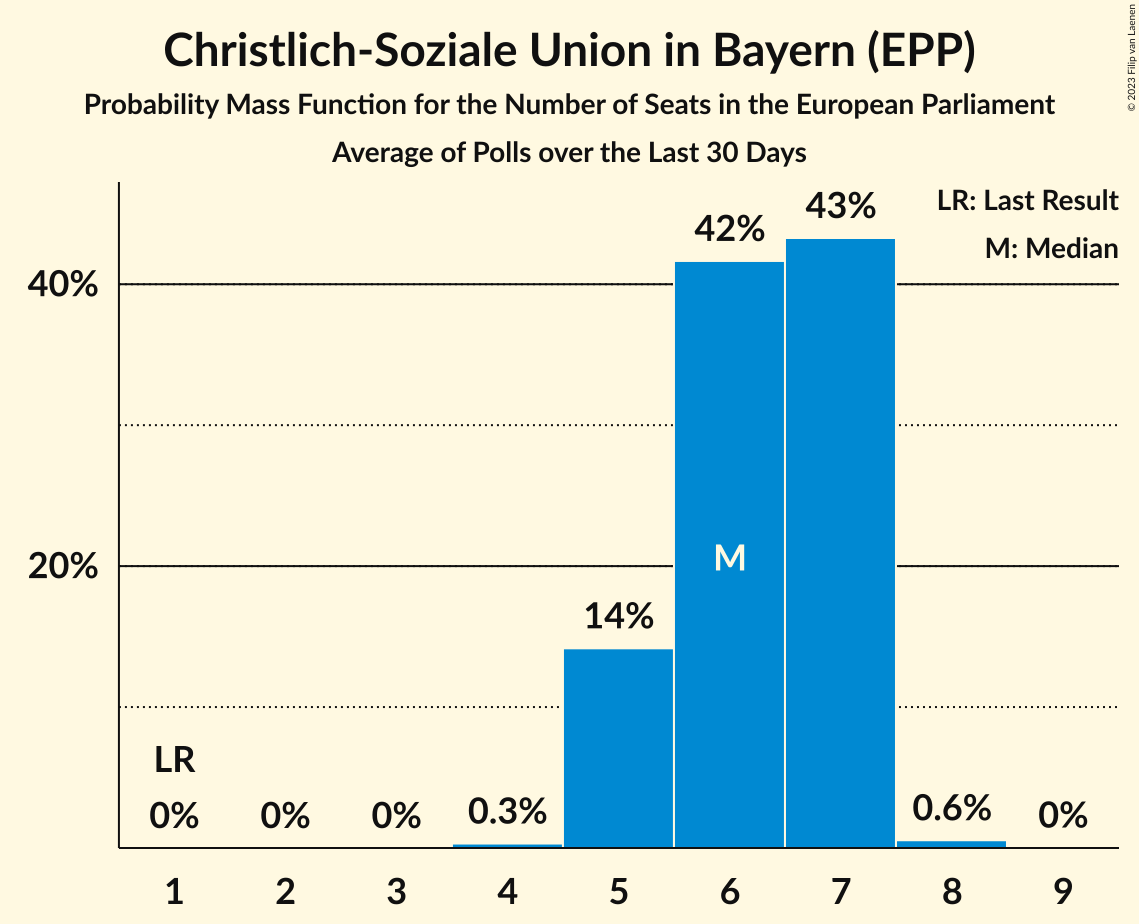 Christlich-Soziale Union in Bayern (EPP)
Probability Mass Function for the Number of Seats in the European Parliament
Average of Polls over the Last 30 Days
© 2023 Filip van Laenen
LR: Last Result
M: Median
43%
42%
40%
20%
M
14%
LR
0% 0% 0% 0.3% 0.6% 0%
1 2 3 4 5 6 7 8 9